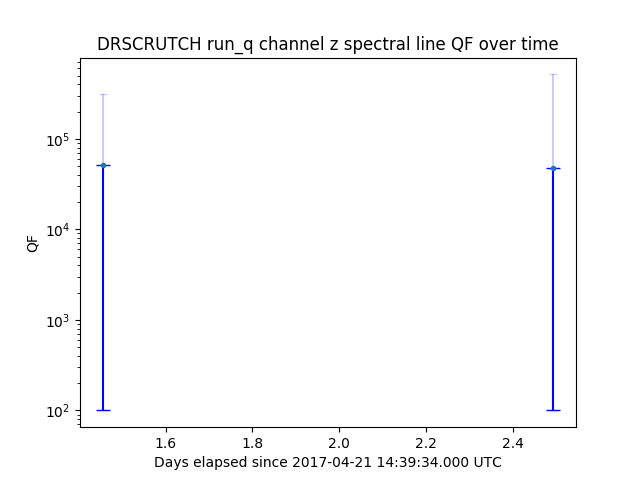 DRSCRUTCH run_q channel z spectral line QF over time
QF
10^5
10^4
10^3
10^2
1.6 1.8 2.0 2.2 2.4
Days elapsed since 2017-04-21 14:39:34.000 UTC